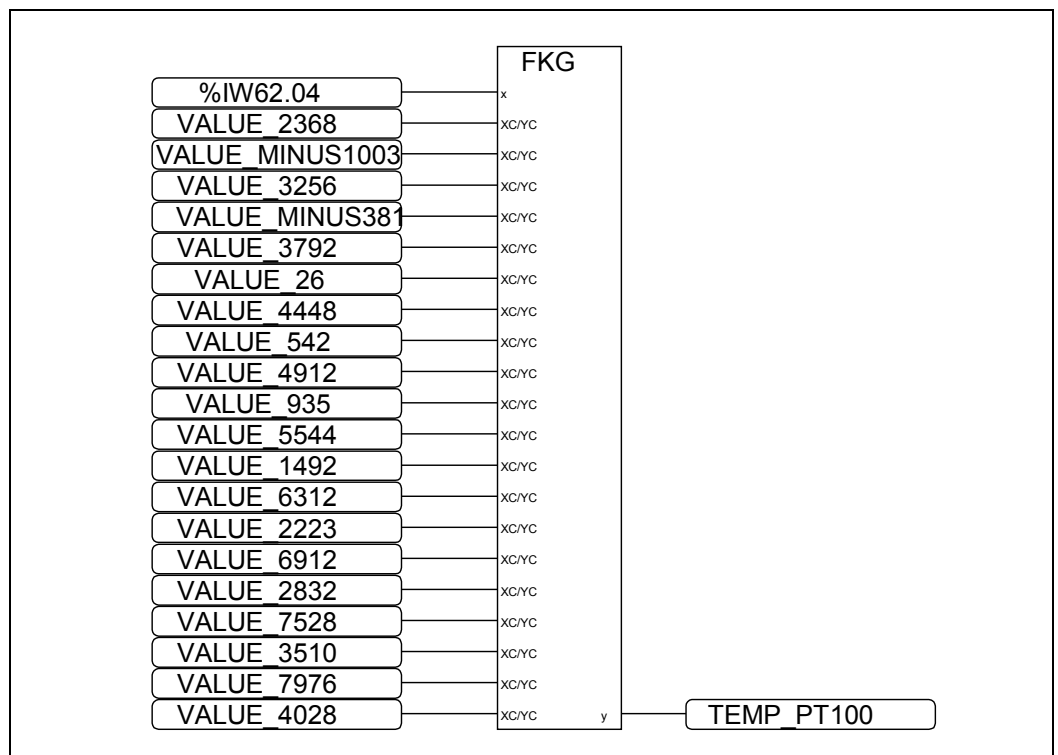 FKG
%IW62.04 x
VALUE_2368 XC/YC
VALUE_MINUS1003 XC/YC
VALUE_3256 XC/YC
VALUE_MINUS381 XC/YC
VALUE_3792 XC/YC
VALUE_26 XC/YC
VALUE_4448 XC/YC
VALUE_542 XC/YC
VALUE_4912 XC/YC
VALUE_935 XC/YC
VALUE_5544 XC/YC
VALUE_1492 XC/YC
VALUE_6312 XC/YC
VALUE_2223 XC/YC
VALUE_6912 XC/YC
VALUE_2832 XC/YC
VALUE_7528 XC/YC
VALUE_3510 XC/YC
VALUE_7976 XC/YC
VALUE_4028 XC/YC y TEMP_PT100